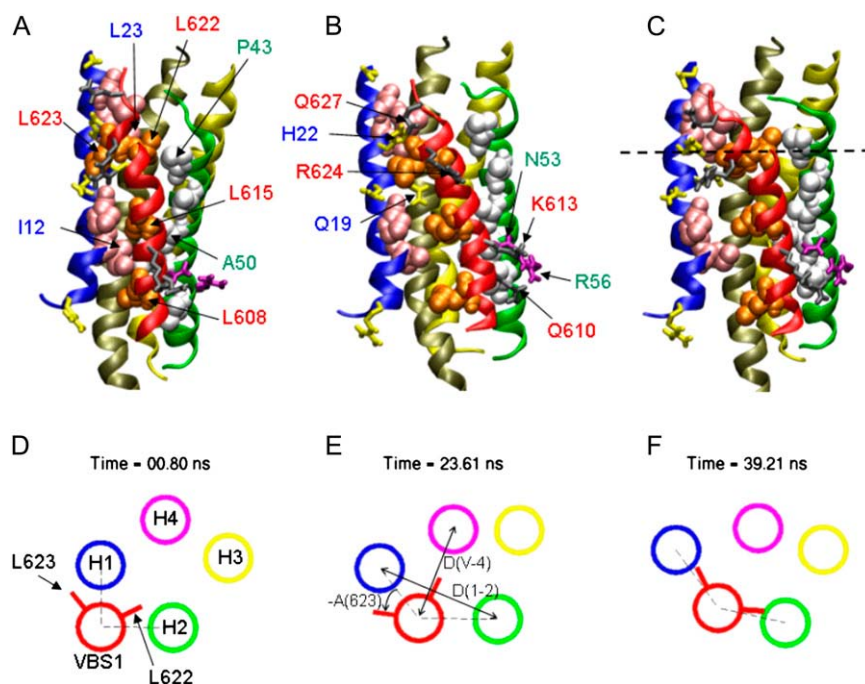 A
B
C
L23
L622
P43
L623
L615
I12
A50
L608
Q627
H22
N53
R624
K613
Q19
R56
Q610
D
E
F
Time = 00.80 ns
Time = 23.61 ns
Time = 39.21 ns
H4
L623
H1
H3
H2
VBS1
L622
D(V-4)
D(1-2)
-A(623)